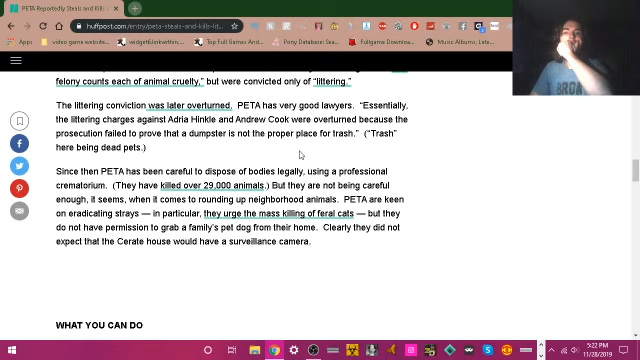 PETA Reportedly Steals and Kills
huffpost.com/entry/peta-steals-and-kills-lit...
video game website...
widgetiLinkwithin...
Top Full Games And...
Pony Database: Sea...
Fullgame Download...
Music Albums, Late...
felony counts each of animal cruelty," but were convicted only of "littering."
The littering conviction was later overturned. PETA has very good lawyers. "Essentially,
the littering charges against Adria Hinkle and Andrew Cook were overturned because the
prosecution failed to prove that a dumpster is not the proper place for trash." ("Trash"
here being dead pets.)
Since then PETA has been careful to dispose of bodies legally, using a professional
crematorium. (They have killed over 29,000 animals.) But they are not being careful
enough, it seems, when it comes to rounding up neighborhood animals. PETA are keen
on eradicating strays — in particular, they urge the mass killing of feral cats — but they
do not have permission to grab a family's pet dog from their home. Clearly they did not
expect that the Cerate house would have a surveillance camera.
WHAT YOU CAN DO
5:22 PM
11/28/2019